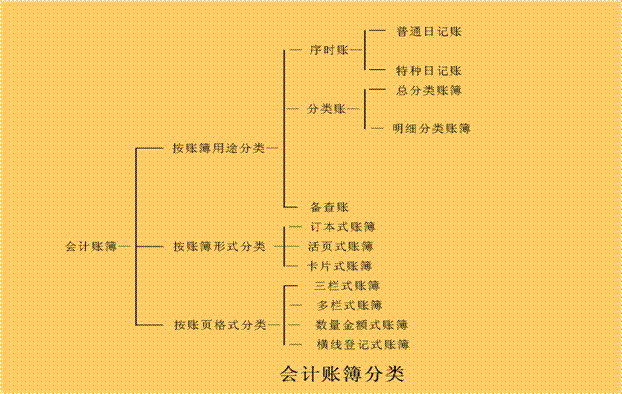 普通日记账
序时账
特种日记账
总分类账簿
分类账
明细分类账簿
按账簿用途分类
备查账
订本式账簿
会计账簿
按账簿形式分类
活页式账簿
卡片式账簿
三栏式账簿
多栏式账簿
按账页格式分类
数量金额式账簿
横线登记式账簿
会计账簿分类